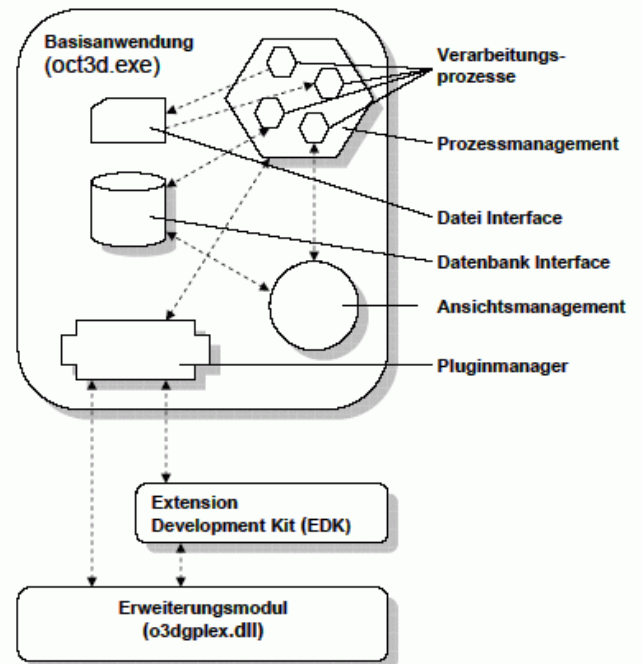 Basisanwendung
(oct3d.exe)
Verarbeitungs-
prozesse
Prozessmanagement
Datei Interface
Datenbank Interface
Ansichtsmanagement
Pluginmanager
Extension
Development Kit (EDK)
Erweiterungsmodul
(o3dgplex.dll)